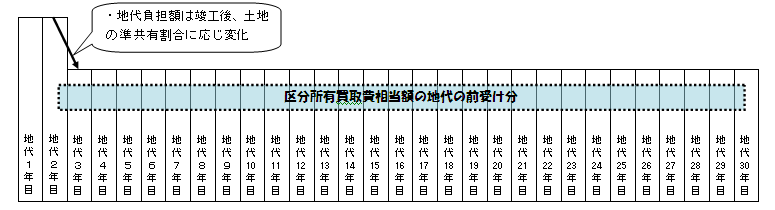 ・地代負担額は竣工後、土地
の準共有割合に応じ変化
区分所有買取費相当額の地代の前受け分
地代1年目
地代2年目
地代3年目
地代4年目
地代5年目
地代6年目
地代7年目
地代8年目
地代9年目
地代10年目
地代11年目
地代12年目
地代13年目
地代14年目
地代15年目
地代16年目
地代17年目
地代18年目
地代19年目
地代20年目
地代21年目
地代22年目
地代23年目
地代24年目
地代25年目
地代26年目
地代27年目
地代28年目
地代29年目
地代30年目